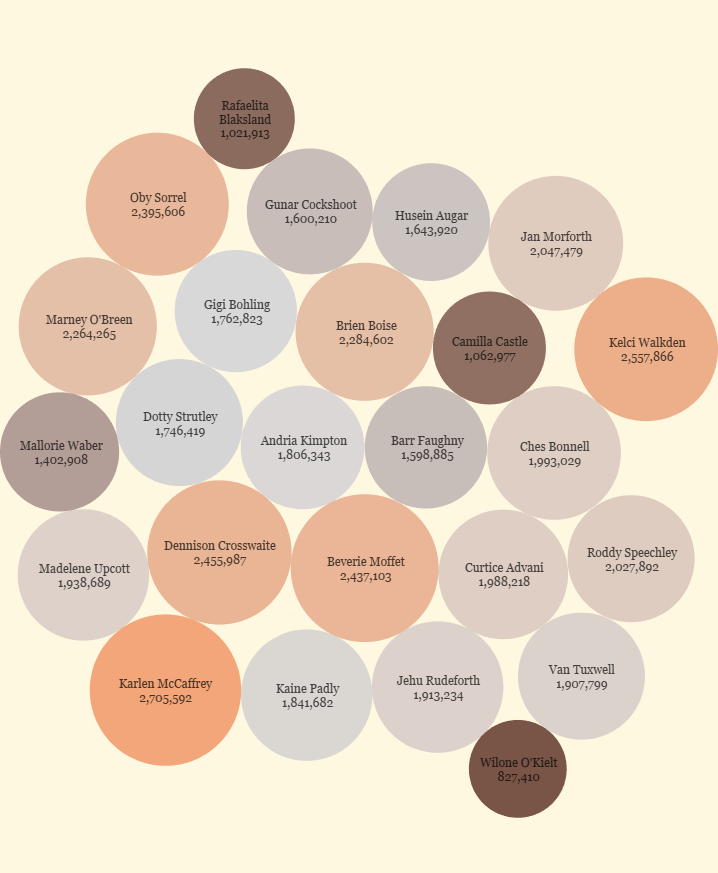 Rafaelita
Blaksland
1,021,913
Oby Sorrel
2,395,606
Gunar Cockshoot
1,600,210
Husein Augar
1,643,920
Jan Morforth
2,047,479
Gigi Bohling
1,762,823
Marney O'Breen
2,264,265
Brien Boise
2,284,602
Camilla Castle
1,062,977
Kelci Walkden
2,557,866
Dotty Strutley
1,746,419
Mallorie Waber
1,402,908
Andria Kimpton
1,806,343
Barr Faughny
1,598,885
Ches Bonnell
1,993,029
Dennison Crosswaite
2,455,987
Madelene Upcott
1,938,689
Beverie Moffet
2,437,103
Curtice Advani
1,988,218
Roddy Speechley
2,027,892
Karlen McCaffrey
2,705,592
Kaine Padly
1,841,682
Jehu Rudeforth
1,913,234
Van Tuxwell
1,907,799
Wilone O'Kielt
827,410